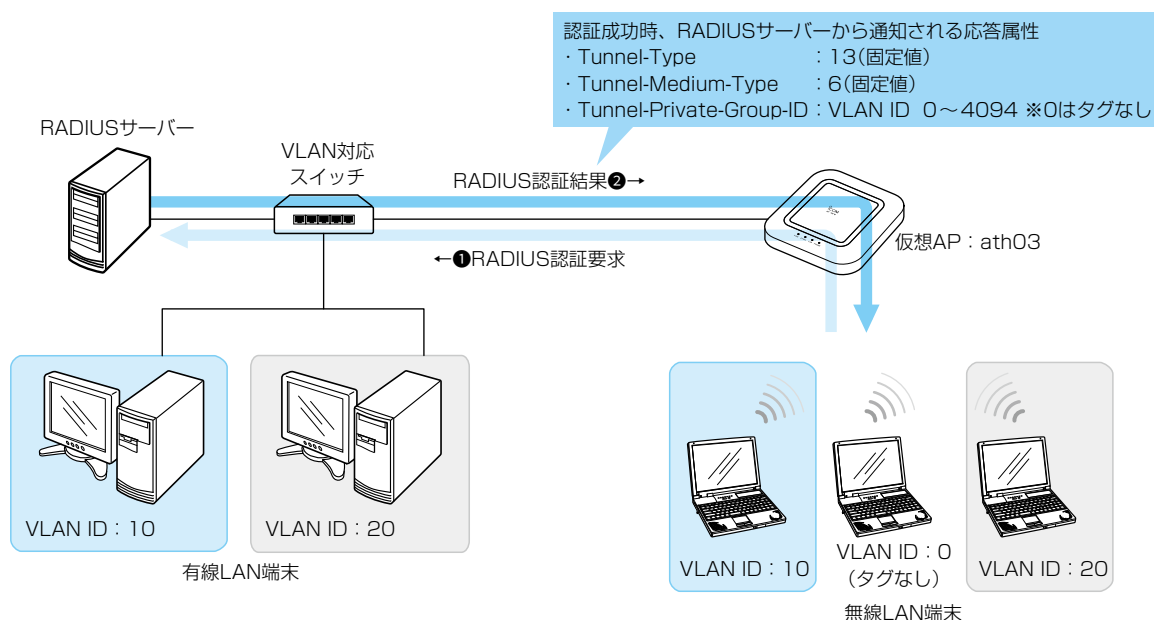 認証成功時、RADIUSサーバーから通知される応答属性
・Tunnel-Type : 13(固定値)
・Tunnel-Medium-Type : 6(固定値)
・Tunnel-Private-Group-ID : VLAN ID 0～4094 ※0はタグなし
RADIUSサーバー
VLAN対応
スイッチ
RADIUS認証結果❷→
仮想AP：ath03
←❶RADIUS認証要求
VLAN ID：10
VLAN ID：20
有線LAN端末
VLAN ID：10
VLAN ID：0
（タグなし）
VLAN ID：20
無線LAN端末